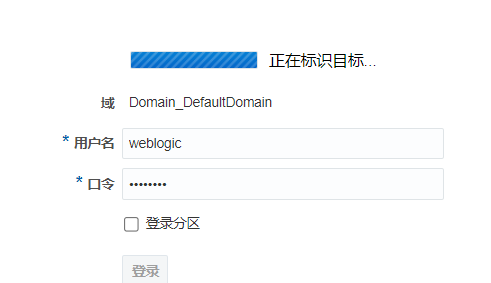 正在标识目标...
域 Domain_DefaultDomain
* 用户名 weblogic
* 口令 ••••••••
登录分区
登录